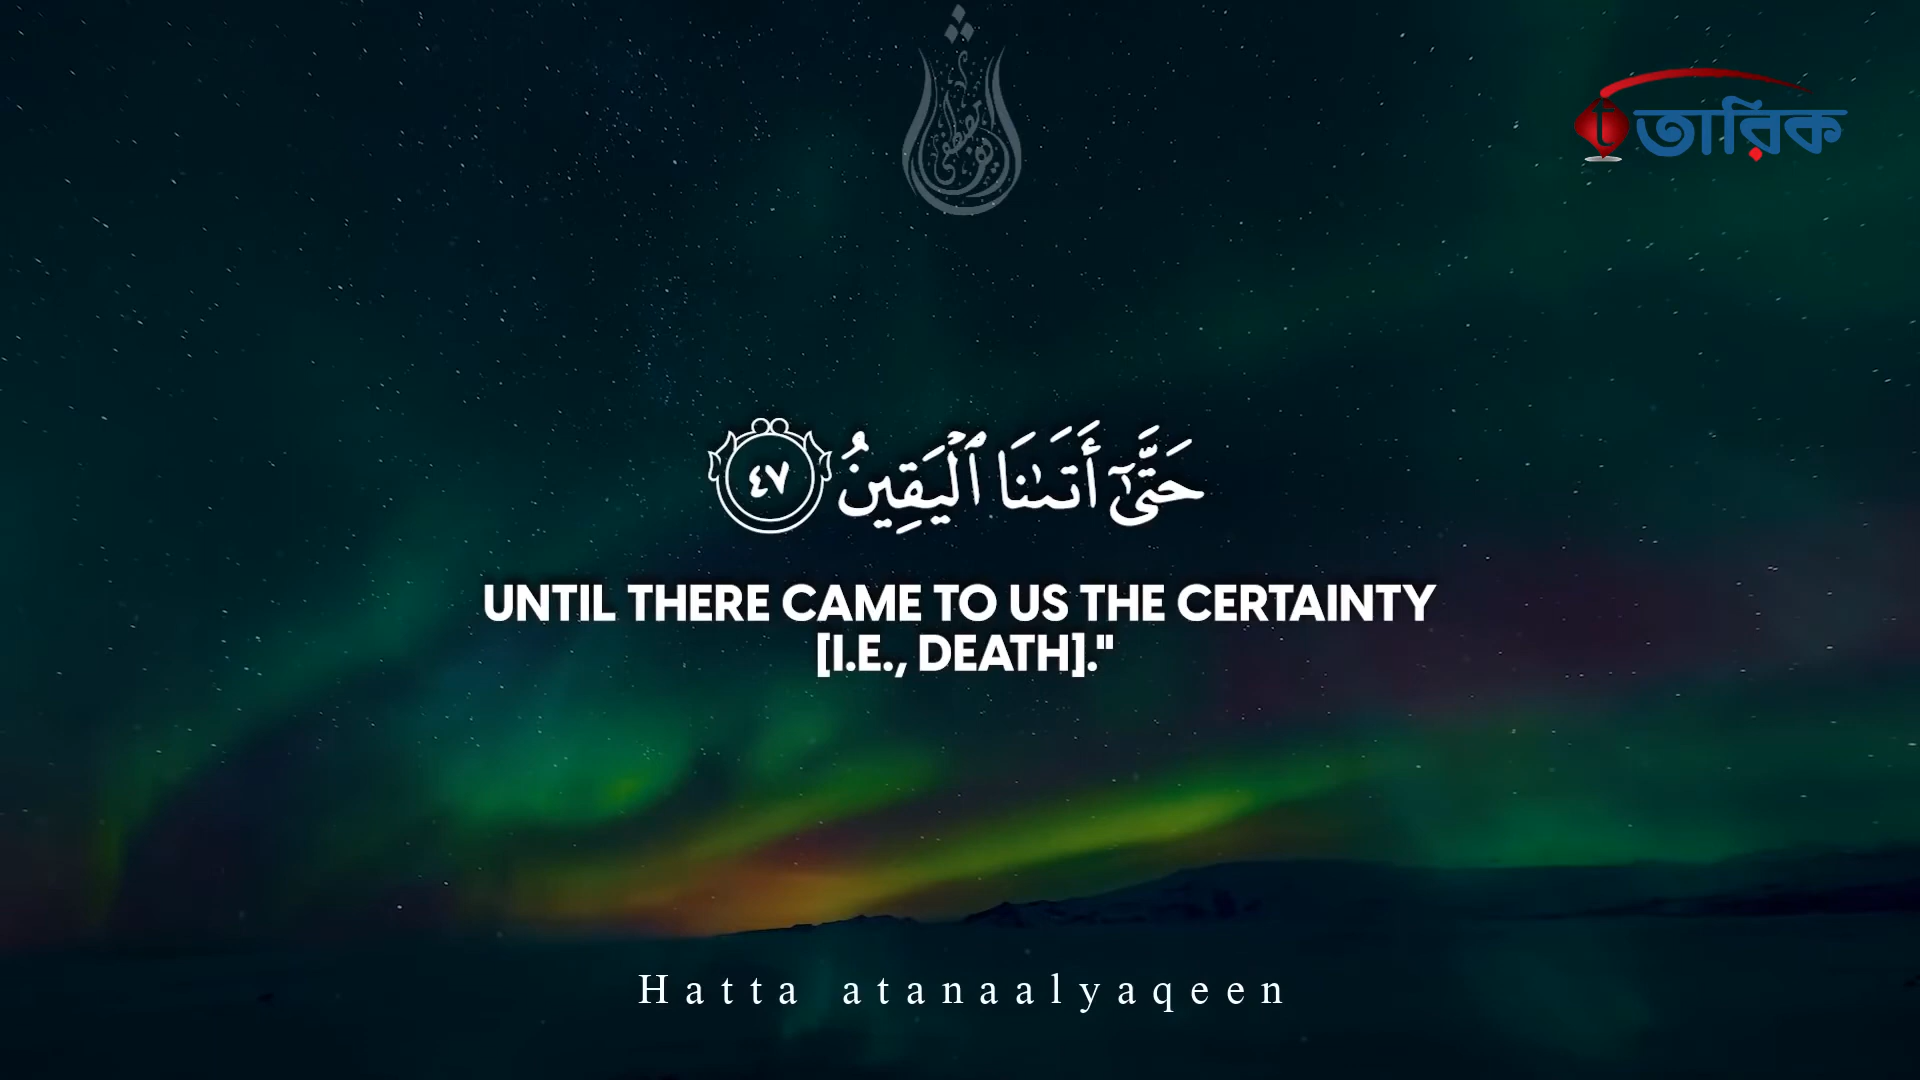 তারিক
حَتَّىٰٓ أَتَىٰنَا ٱلْيَقِينُ ٤٧
UNTIL THERE CAME TO US THE CERTAINTY
[I.E., DEATH]."
Hatta atanaalyaqeen